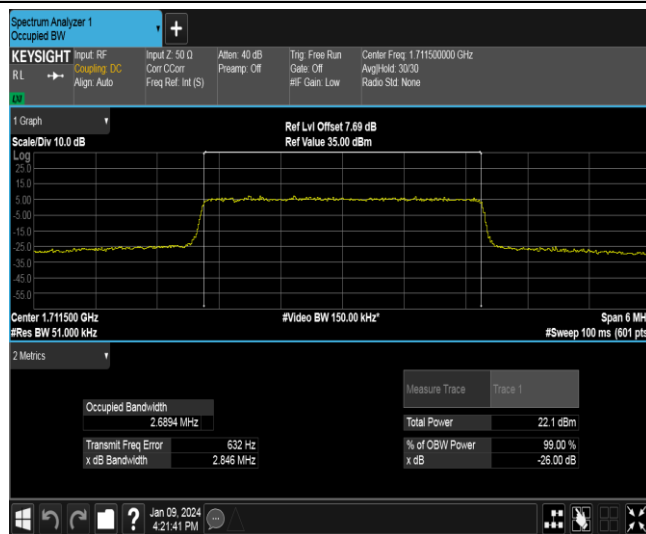 Spectrum Analyzer 1
Occupied BW
+
KEYSIGHT Input: RF Input Z: 50 Ω Atten: 40 dB Trig: Free Run Center Freq: 1.711500000 GHz
RL Coupling: DC Corr CCorr Preamp: Off Gate: Off Avg|Hold: 30/30
Align: Auto Freq Ref: Int (S) #IF Gain: Low Radio Std: None
LXI
1 Graph
Ref Lvl Offset 7.69 dB
Scale/Div 10.0 dB Ref Value 35.00 dBm
Log
25.0
15.0
5.00
-5.00
-15.0
-25.0
-35.0
-45.0
-55.0
Center 1.711500 GHz #Video BW 150.00 kHz* Span 6 MH
#Res BW 51.000 kHz #Sweep 100 ms (601 pts
2 Metrics
Measure Trace Trace 1
Occupied Bandwidth
2.6894 MHz
Total Power 22.1 dBm
Transmit Freq Error 632 Hz % of OBW Power 99.00 %
x dB Bandwidth 2.846 MHz x dB -26.00 dB
?
Jan 09, 2024
4:21:41 PM